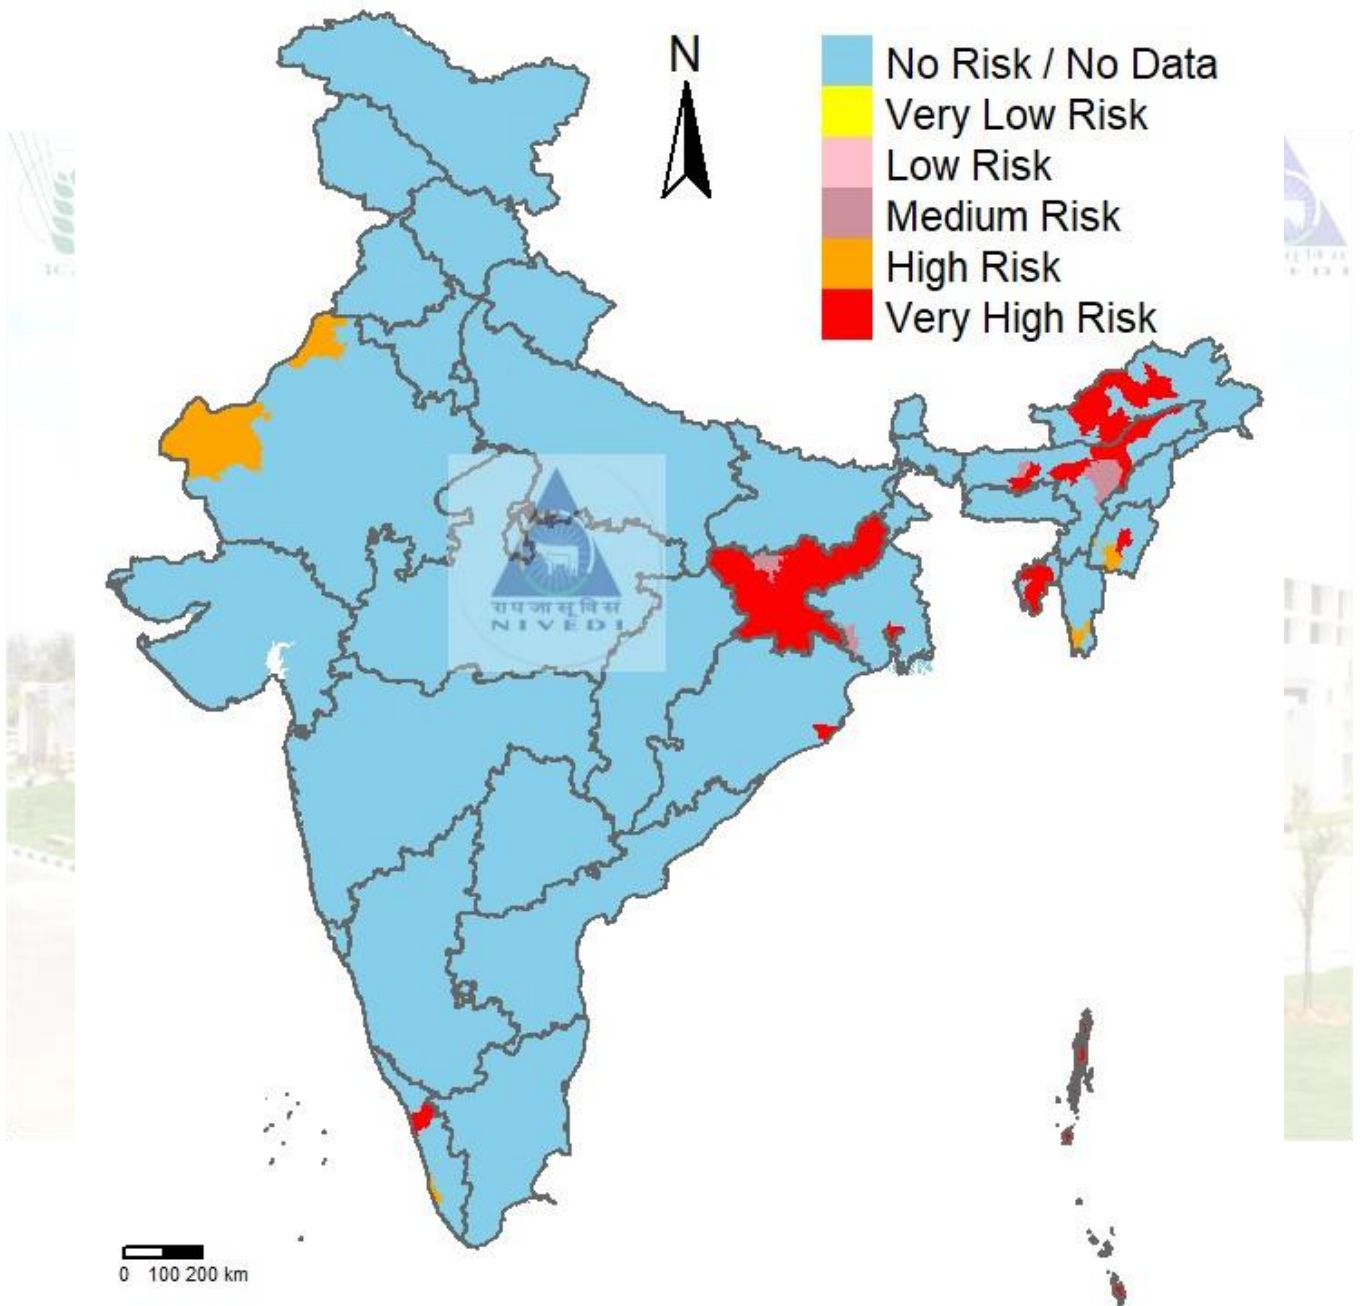 N
No Risk / No Data
Very Low Risk
Low Risk
Medium Risk
High Risk
Very High Risk
रा प जा सू वि सं
NIVEDI
0 100 200 km